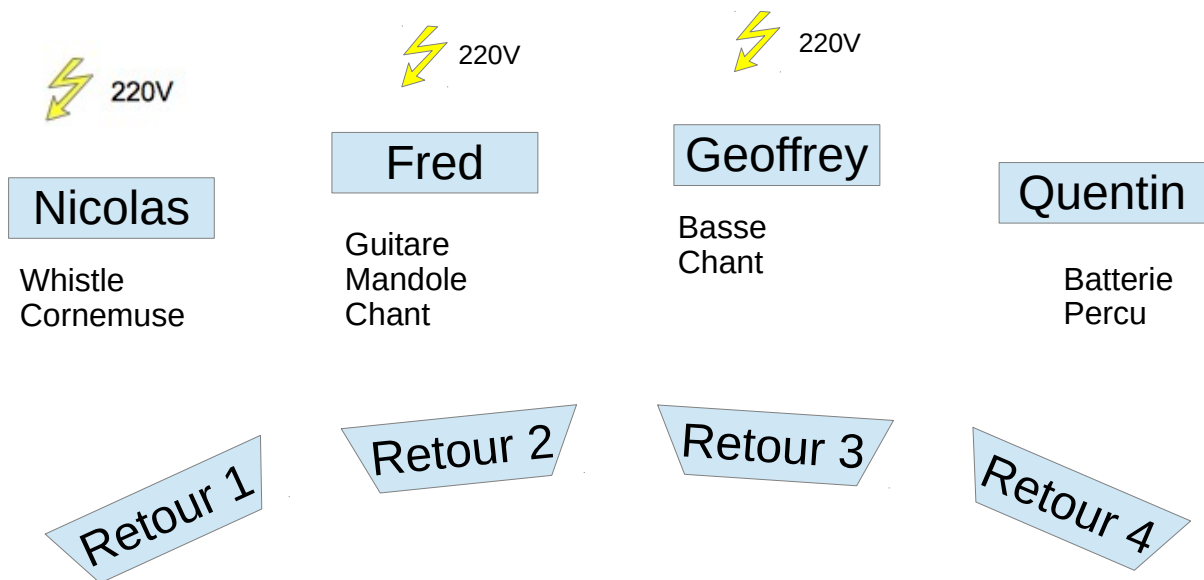 220V
220V
220V
Nicolas
Fred
Geoffrey
Quentin
Whistle
Cornemuse
Guitare
Mandole
Chant
Basse
Chant
Batterie
Percu
Retour 1
Retour 2
Retour 3
Retour 4